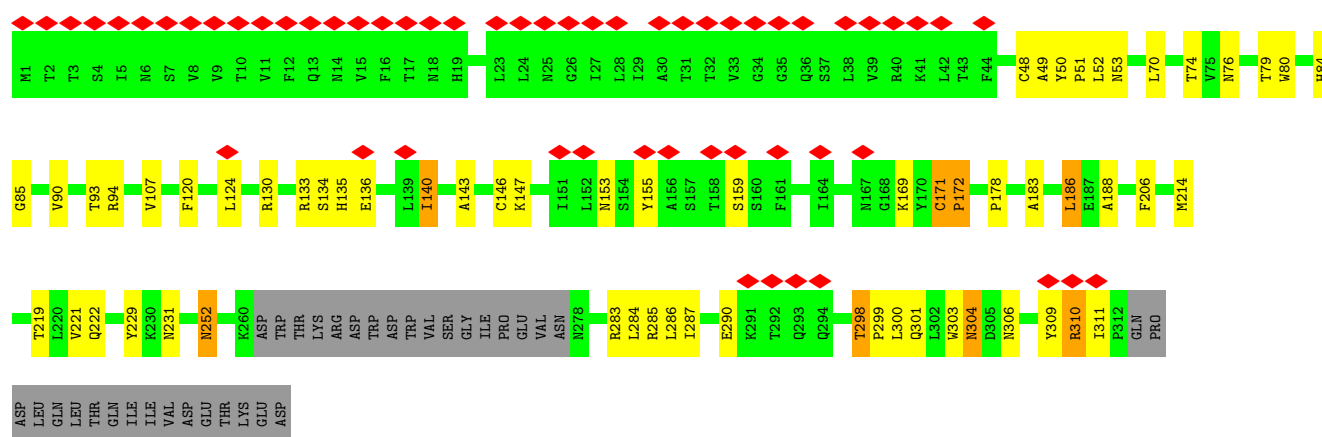 M1 T2 T3 S4 I5 N6 S7 V8 V9 T10 V11 F12 Q13 N14 V15 F16 T17 N18 H19 L23 L24 N25 G26 I27 L28 I29 A30 T31 T32 V33 G34 G35 Q36 S37 L38 V39 R40 K41 L42 T43 F44 C48 A49 Y50 P51 L52 N53 L70 T74 V75 N76 T79 W80 H84
G85 V90 T93 R94 V107 F120 L124 R130 R133 S134 H135 E136 L139 I140 A143 C146 K147 I151 L152 N153 S154 Y155 A156 S157 T158 S159 S160 F161 I164 N167 G168 K169 Y170 C171 P172 P178 A183 L186 E187 A188 F206 M214
T219 L220 V221 Q222 Y229 K230 N231 N252 K260 ASP TRP THR LYS ARG ASP TRP ASP TRP VAL SER GLY ILE PRO GLU VAL ASN N278 R283 L284 R285 L286 I287 E290 K291 T292 Q293 Q294 T298 P299 L300 Q301 L302 W303 N304 D305 N306 Y309 R310 I311 P312 GLN PRO
ASP LEU GLN LEU THR GLN ILE ILE VAL ASP GLU THR LYS GLU ASP